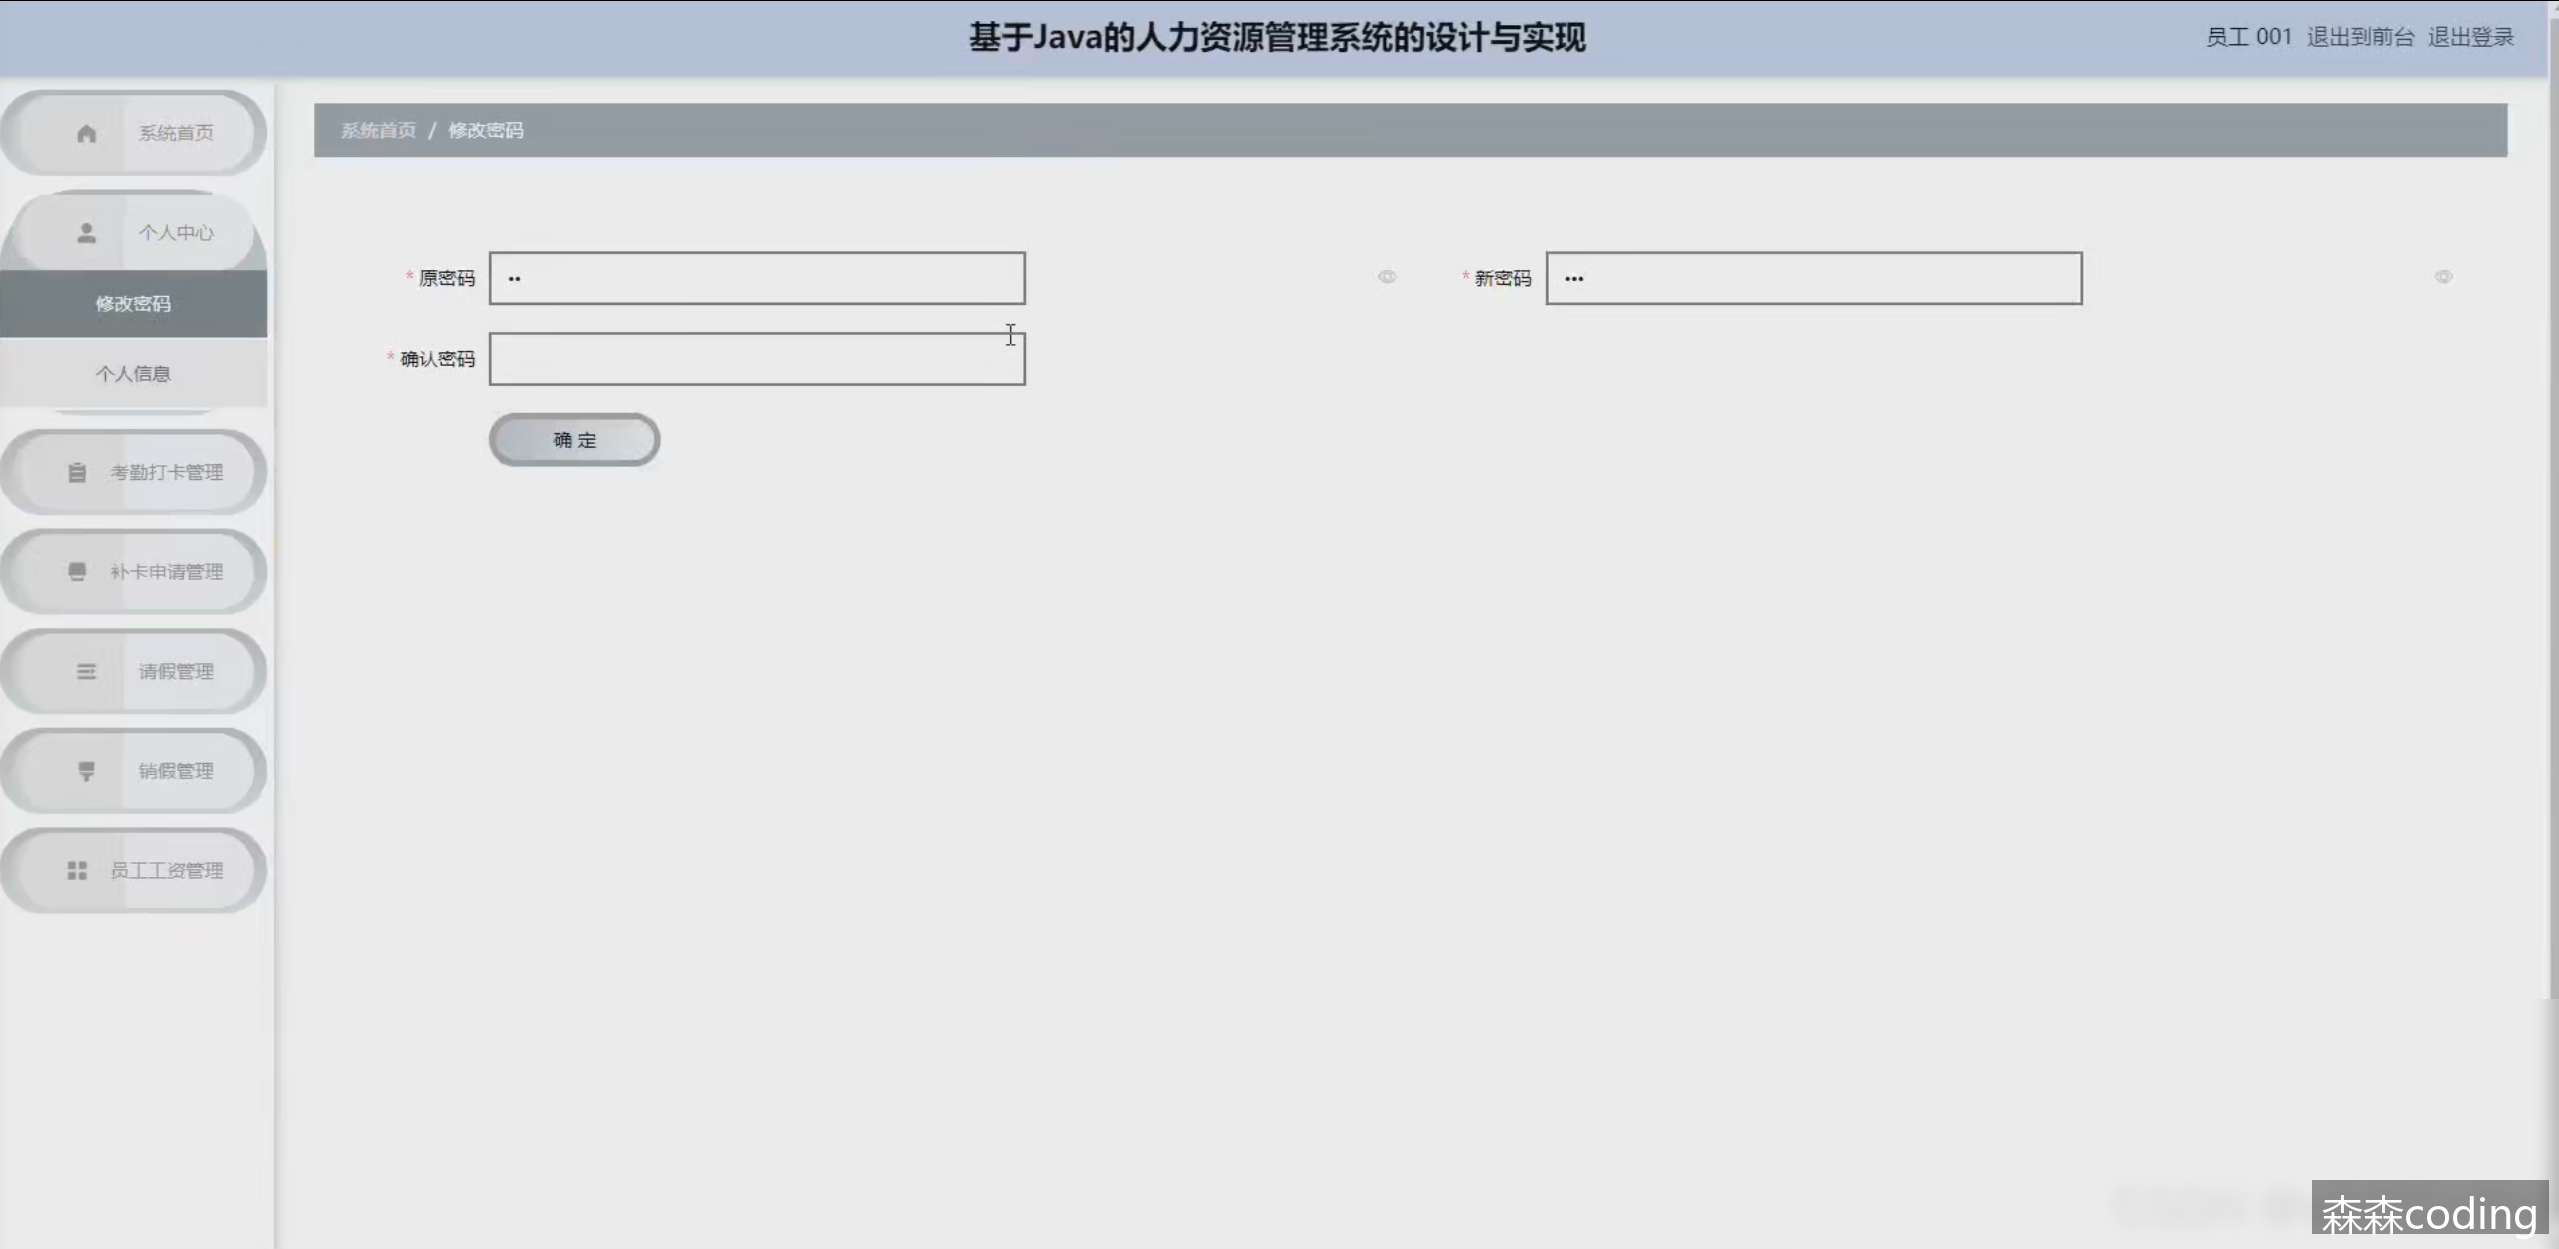 基于Java的人力资源管理系统的设计与实现
员工 001 退出到前台 退出登录
系统首页
个人中心
修改密码
个人信息
考勤打卡管理
补卡申请管理
请假管理
销假管理
员工工资管理
系统首页 / 修改密码
* 原密码 ••
* 新密码 •••
* 确认密码
确 定
森森coding